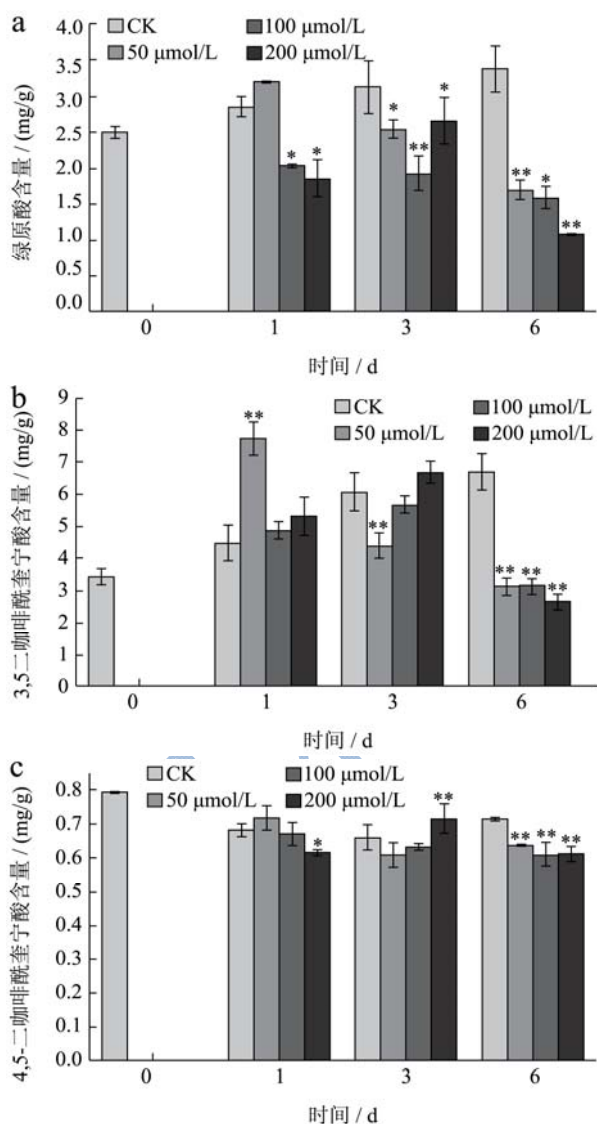 a
CK
100 μmol/L
50 μmol/L
200 μmol/L
绿原酸含量 / (mg/g)
4.0
3.5
3.0
2.5
2.0
1.5
1.0
0.5
0.0
* * * ** * ** * **
0 1 3 6
时间 / d
b
CK
100 μmol/L
50 μmol/L
200 μmol/L
3,5二咖啡酰奎宁酸含量 / (mg/g)
9
8
7
6
5
4
3
2
1
0
** ** ** ** **
0 1 3 6
时间 / d
c
CK
100 μmol/L
50 μmol/L
200 μmol/L
4,5-二咖啡酰奎宁酸含量 / (mg/g)
0.8
0.7
0.6
0.5
0.4
0.3
0.2
0.1
0.0
* ** ** ** **
0 1 3 6
时间 / d